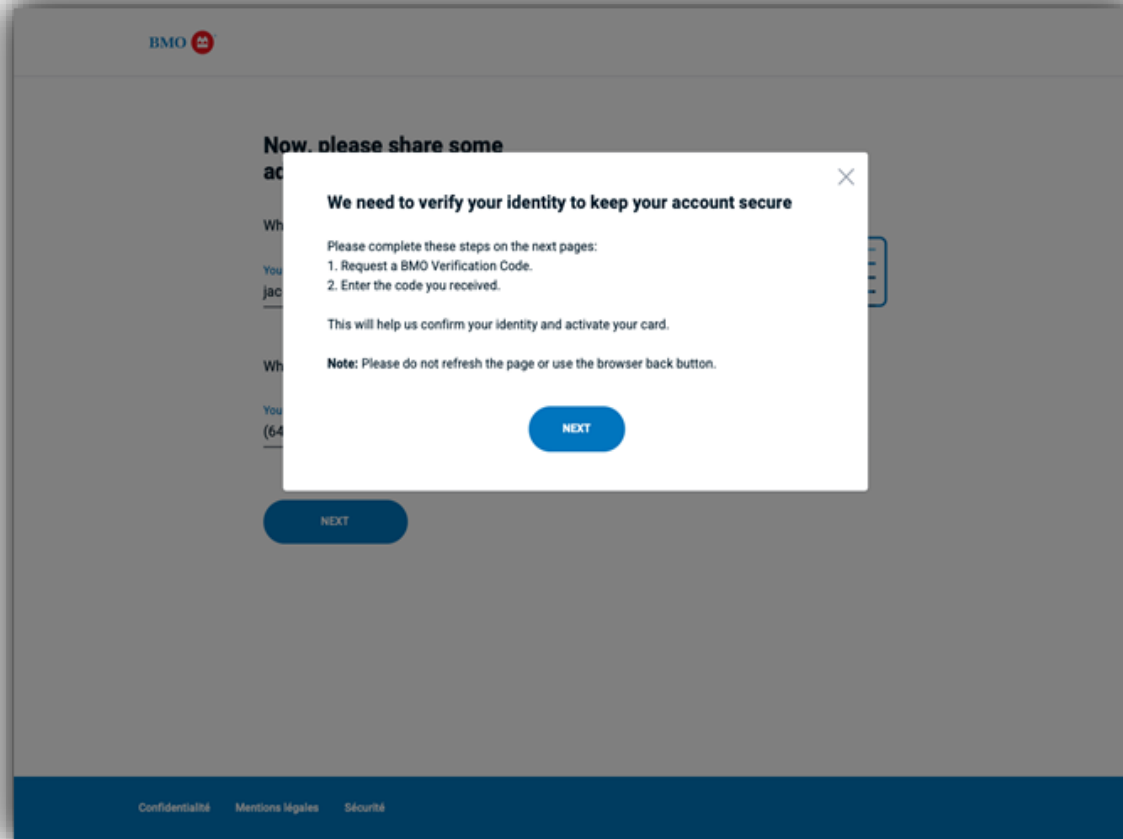 BMO
Now, please share some
We need to verify your identity to keep your account secure
Please complete these steps on the next pages:
1. Request a BMO Verification Code.
2. Enter the code you received.
This will help us confirm your identity and activate your card.
Note: Please do not refresh the page or use the browser back button.
NEXT
Wh
You
jac
Wh
You
(64
NEXT
Confidentialité Mentions légales Sécurité